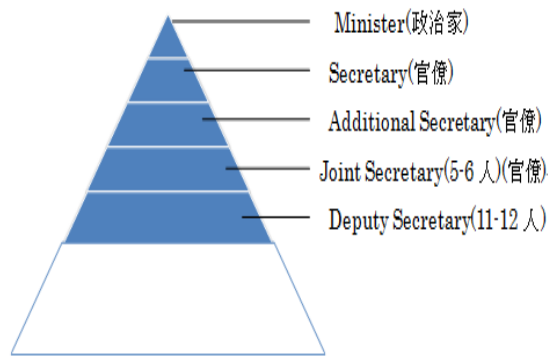 Minister(政治家)
Secretary(官僚)
Additional Secretary(官僚)
Joint Secretary(5-6 人)(官僚)
Deputy Secretary(11-12 人)